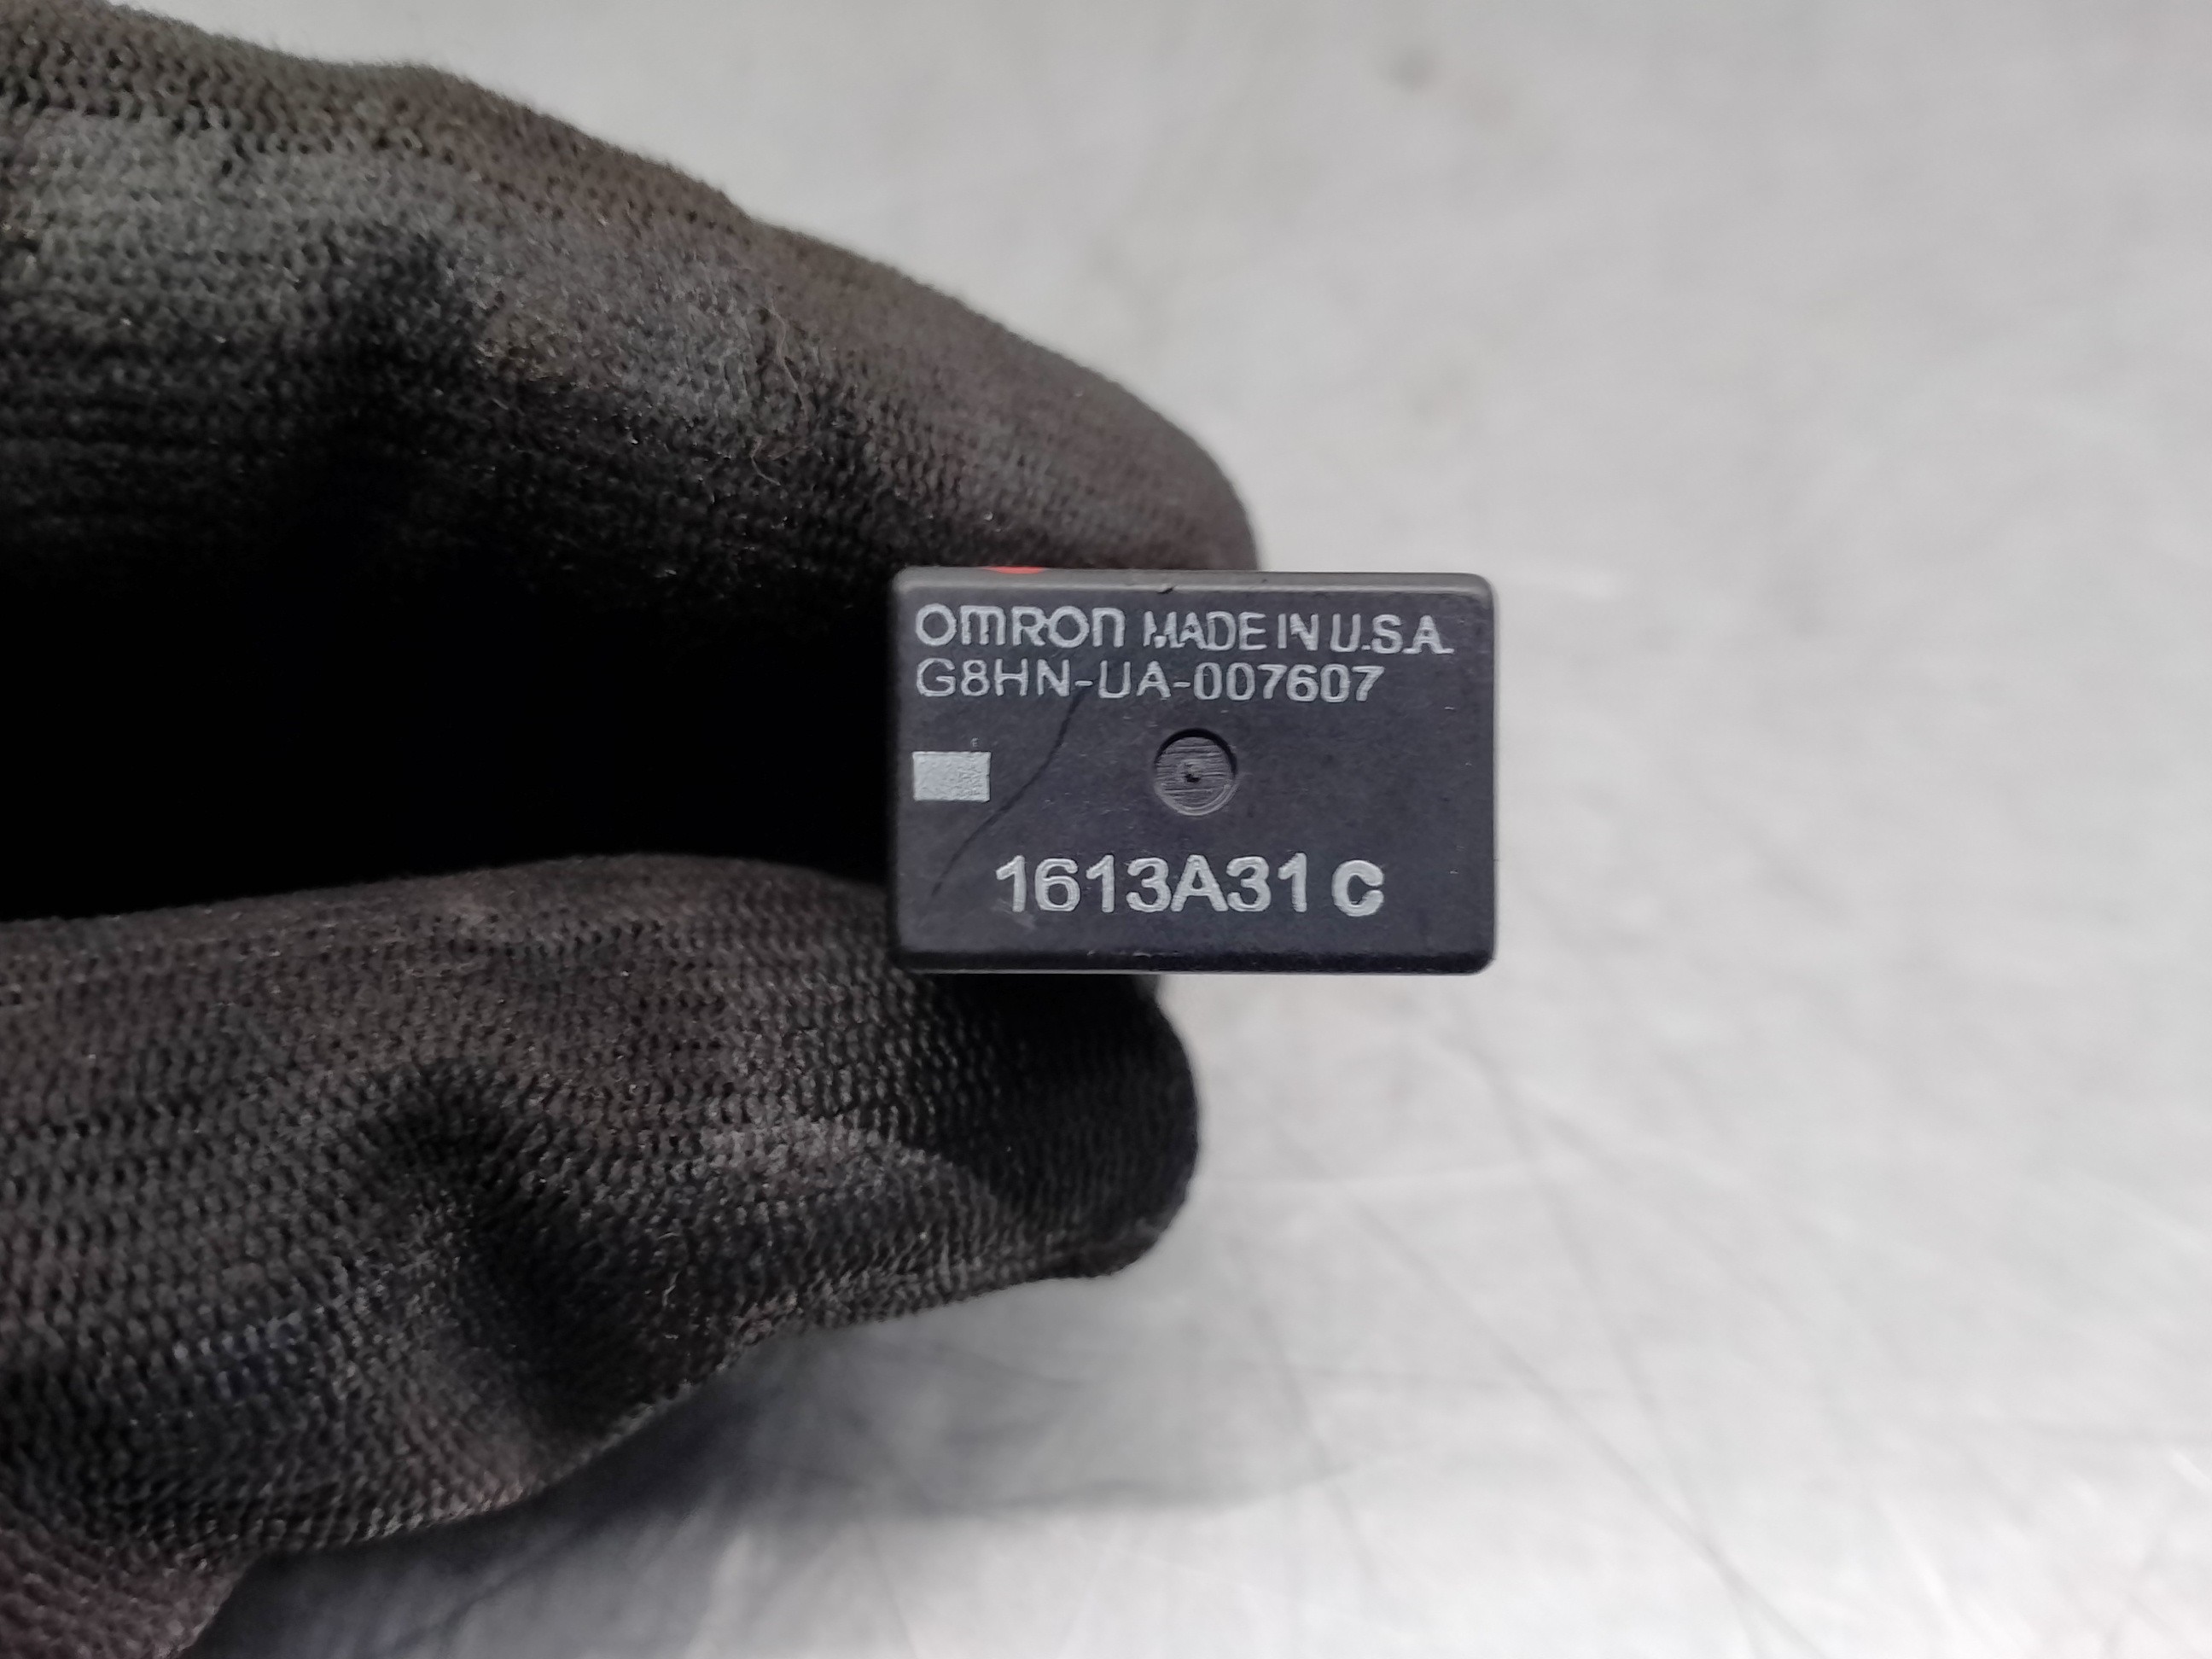 OMRON MADE IN U.S.A.
G8HN-UA-007607
1613A31 C